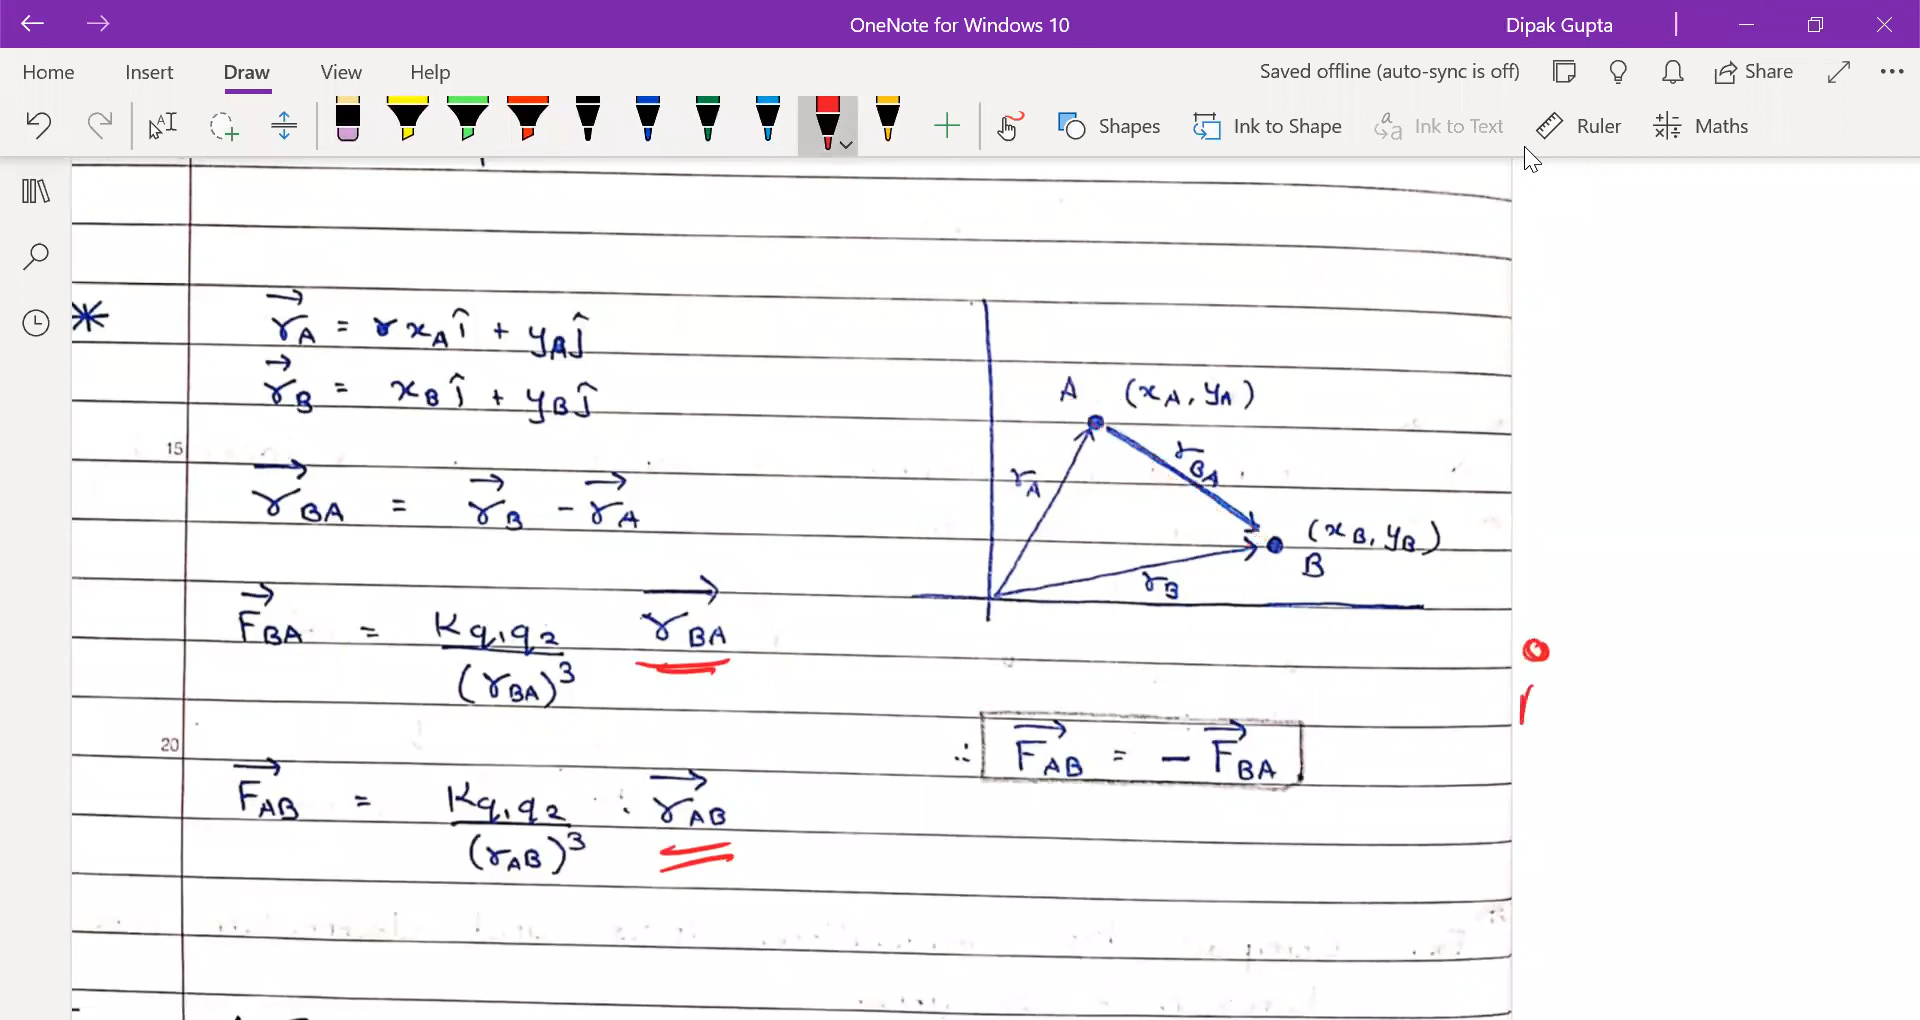 OneNote for Windows 10
Dipak Gupta
Home Insert Draw View Help
Saved offline (auto-sync is off) Share
Shapes Ink to Shape Ink to Text Ruler Maths
* r⃗A = r xA î + yA ĵ
r⃗B = xB î + yB ĵ
15
r⃗BA = r⃗B - r⃗A
F⃗BA = Kq1q2/(rBA)^3 r⃗BA
20
F⃗AB = Kq1q2/(rAB)^3 · r⃗AB
A (xA, yA)
rBA
rA
(xB, yB)
B
rB
∴ F⃗AB = - F⃗BA